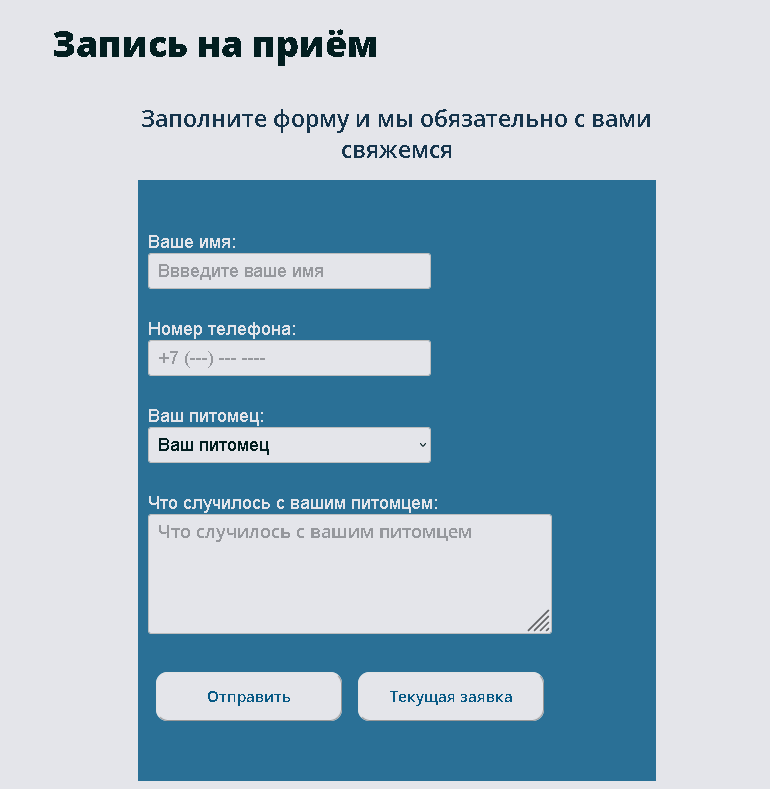 Запись на приём
Заполните форму и мы обязательно с вами
свяжемся
Ваше имя:
Ввведите ваше имя
Номер телефона:
+7 (---) --- ----
Ваш питомец:
Ваш питомец
Что случилось с вашим питомцем:
Что случилось с вашим питомцем
Отправить
Текущая заявка